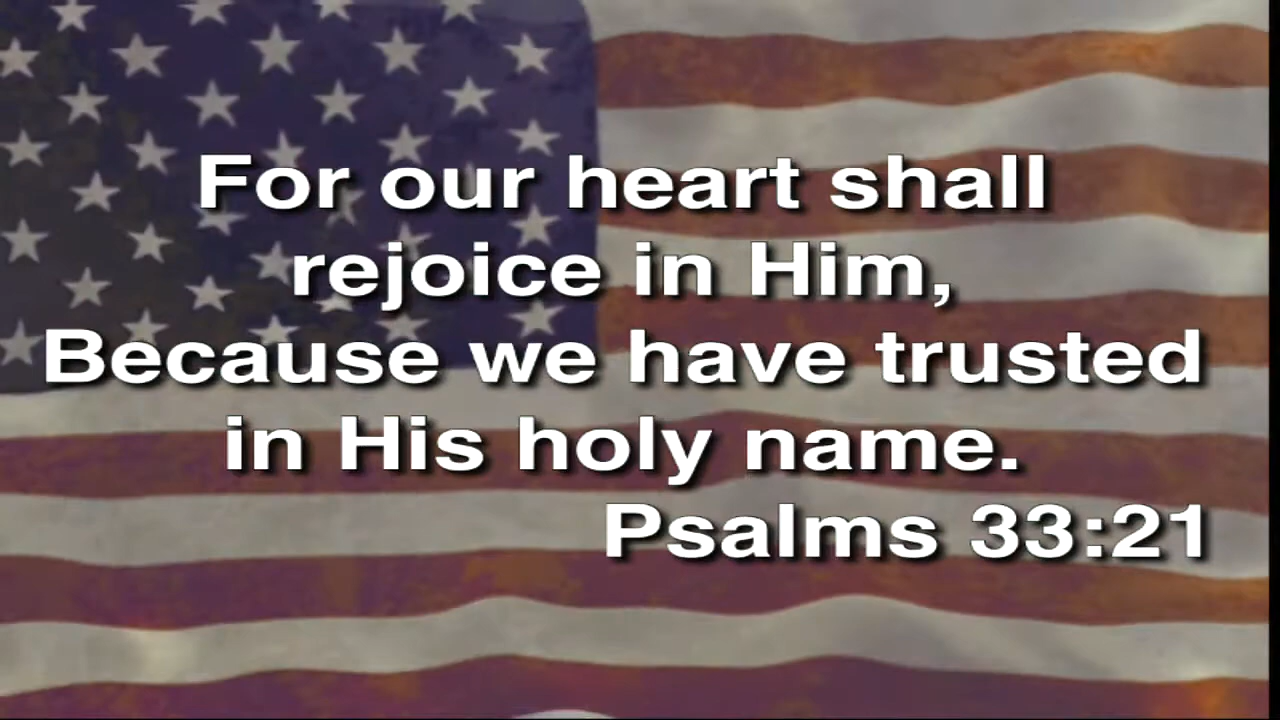 For our heart shall
rejoice in Him,
Because we have trusted
in His holy name.
Psalms 33:21